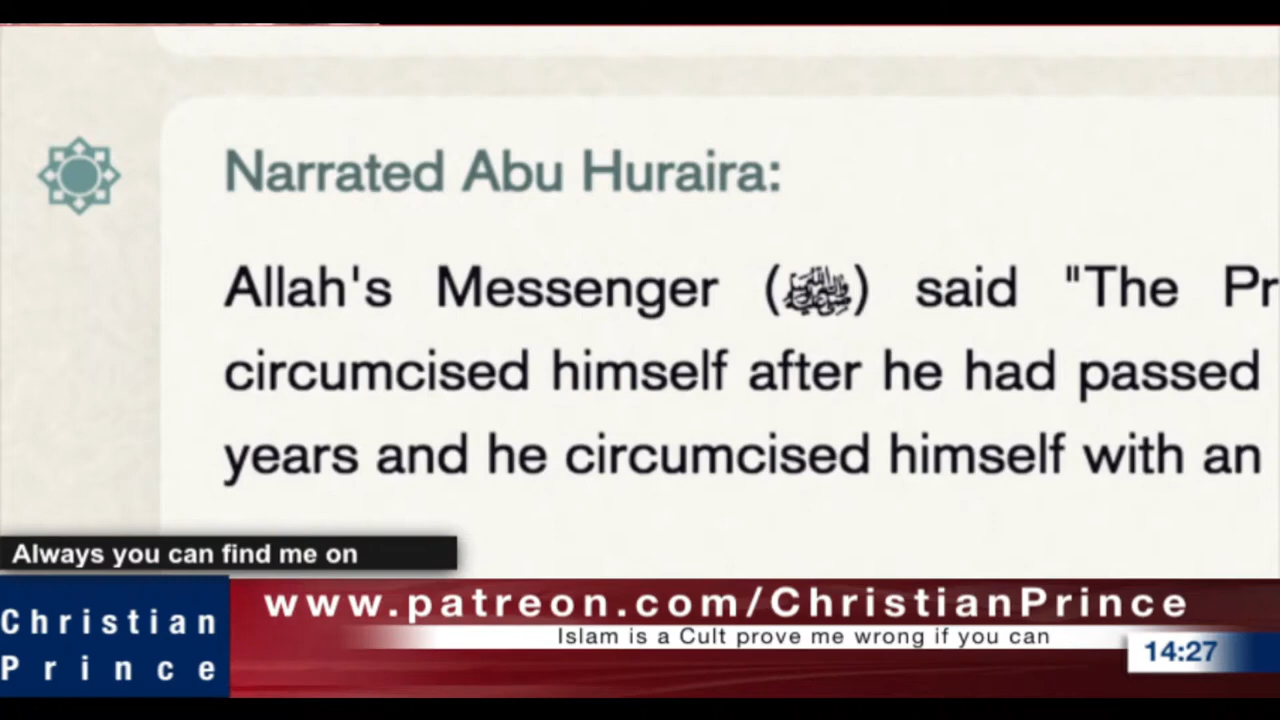 Narrated Abu Huraira:
Allah's Messenger (ﷺ) said "The Pr
circumcised himself after he had passed
years and he circumcised himself with an
Always you can find me on
www.patreon.com/ChristianPrince
Islam is a Cult prove me wrong if you can
Christian
Prince
14:27